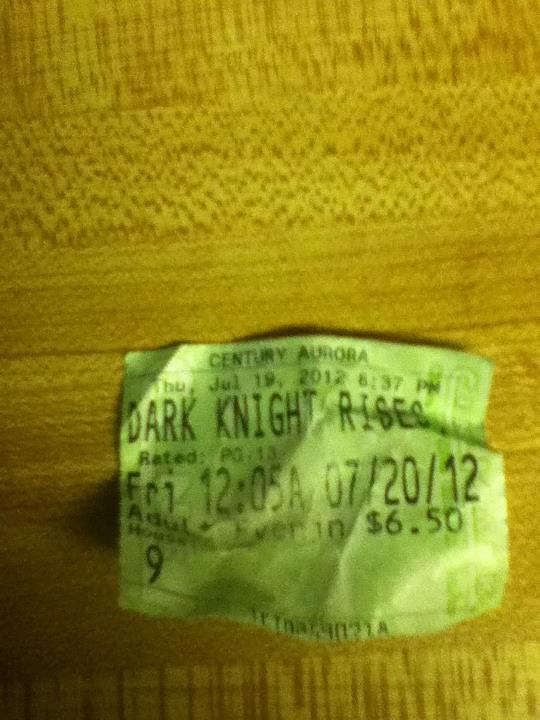 CENTURY AURORA
Thu, Jul 19, 2012 6:37 PM
DARK KNIGHT RISES
Rated: PG-13
Fri 12:05A 07/20/12
Adult $6.50
9